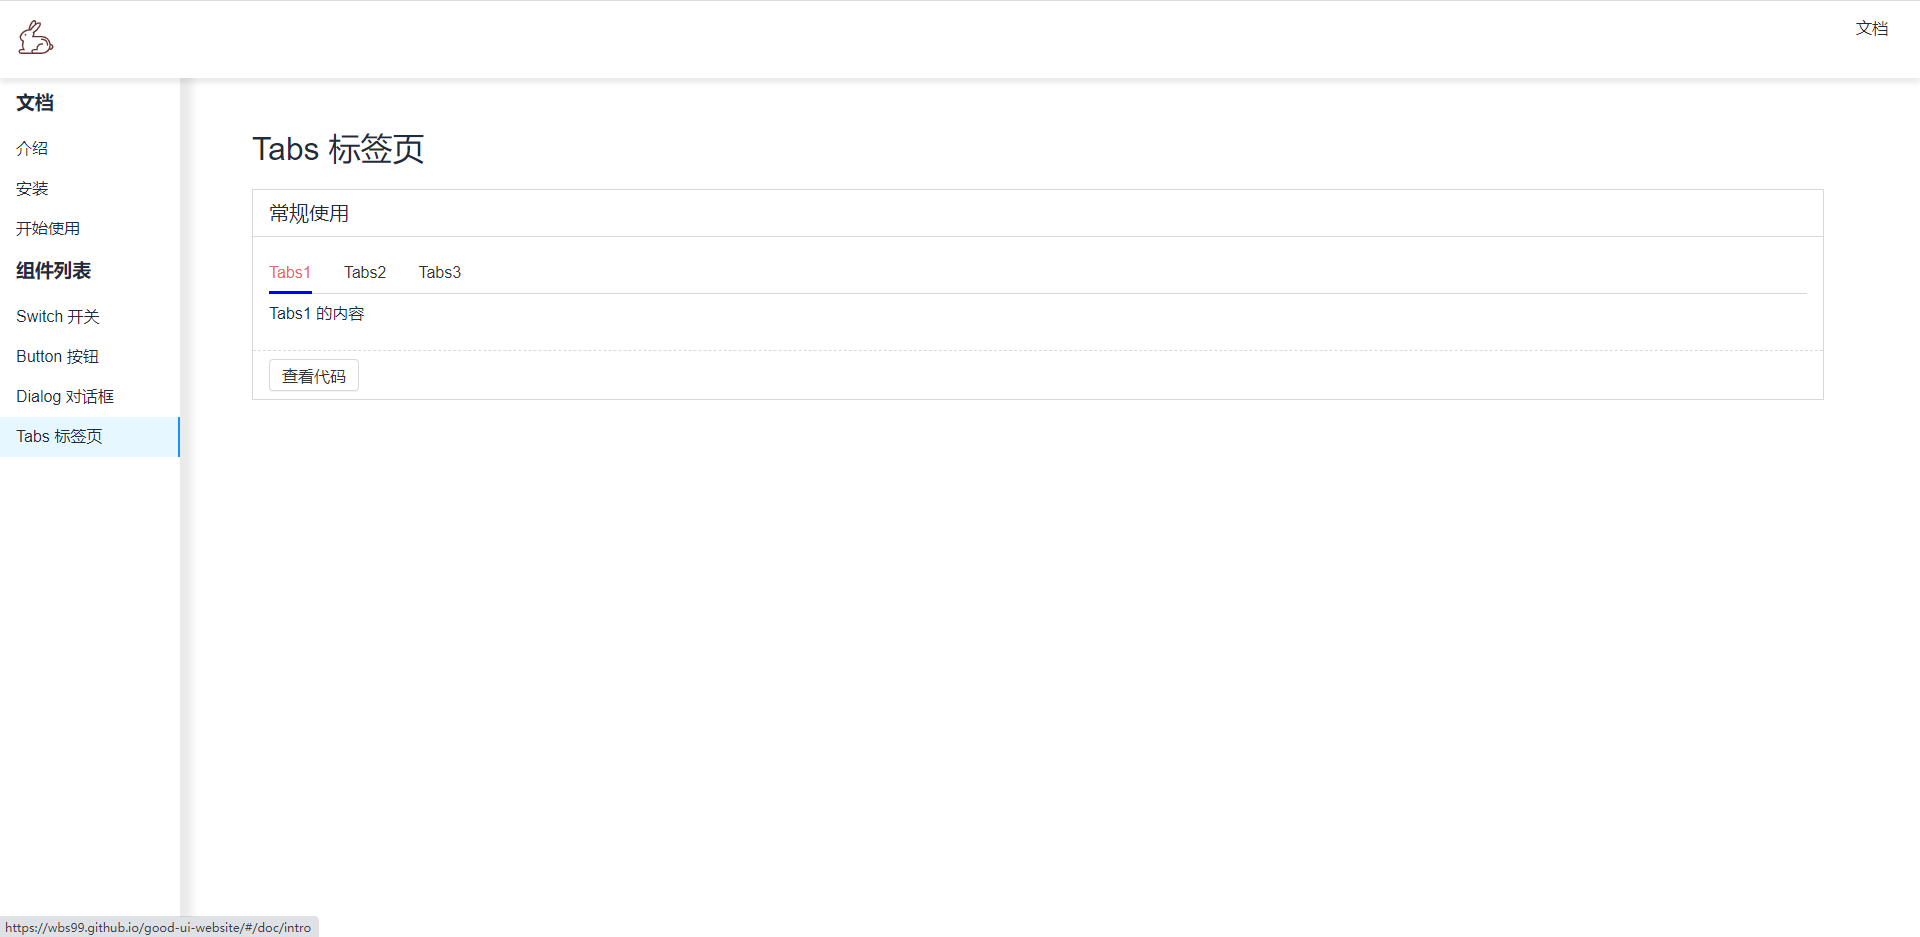 文档
文档
介绍
安装
开始使用
组件列表
Switch 开关
Button 按钮
Dialog 对话框
Tabs 标签页
Tabs 标签页
常规使用
Tabs1 Tabs2 Tabs3
Tabs1 的内容
查看代码
https://wbs99.github.io/good-ui-website/#/doc/intro